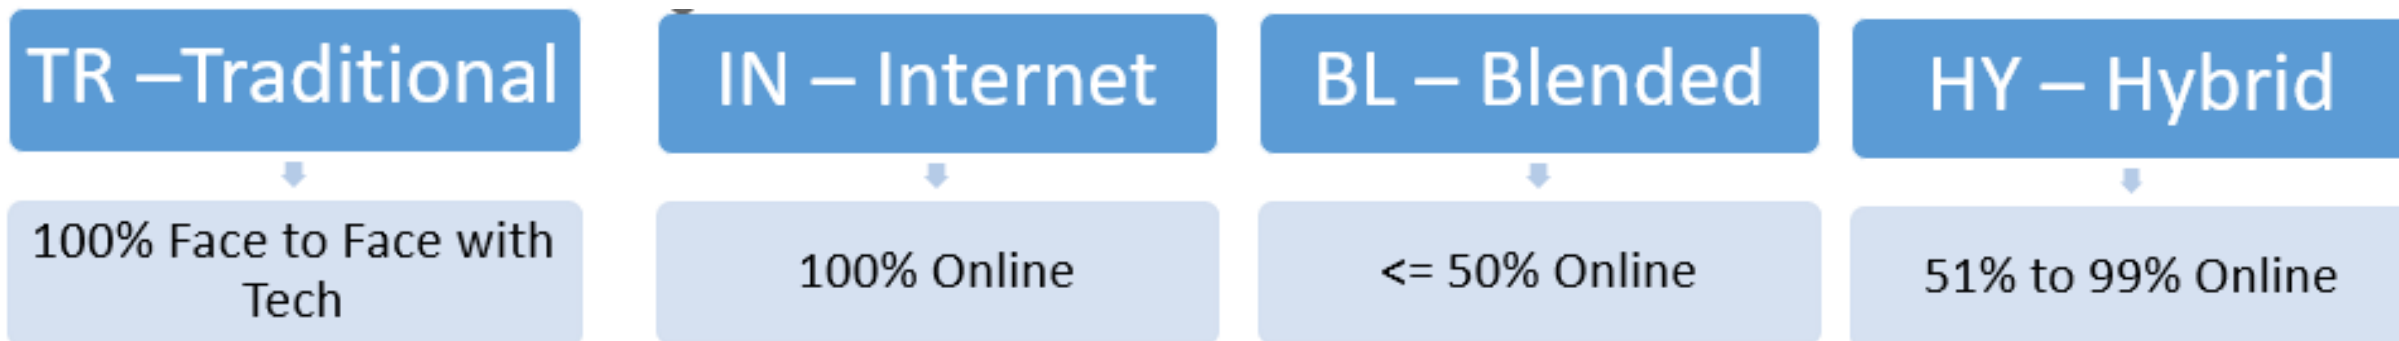 TR –Traditional
100% Face to Face with
Tech
IN – Internet
100% Online
BL – Blended
<= 50% Online
HY – Hybrid
51% to 99% Online